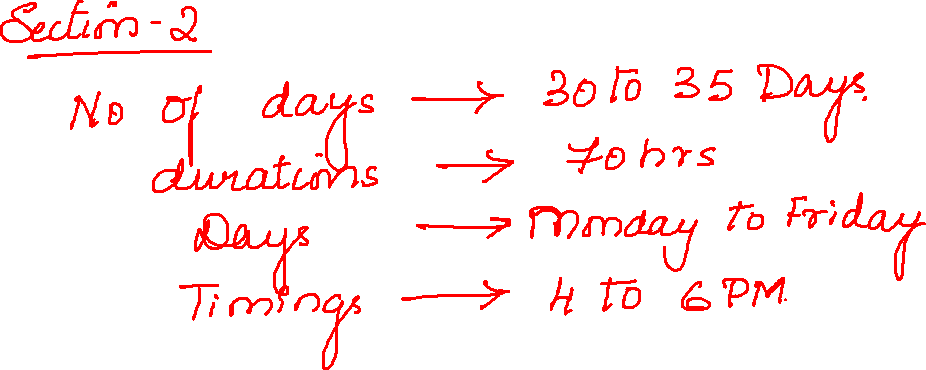 Section-2
No of days → 30 to 35 Days.
durations → 70 hrs
Days → Monday to Friday
Timings → 4 to 6 PM.